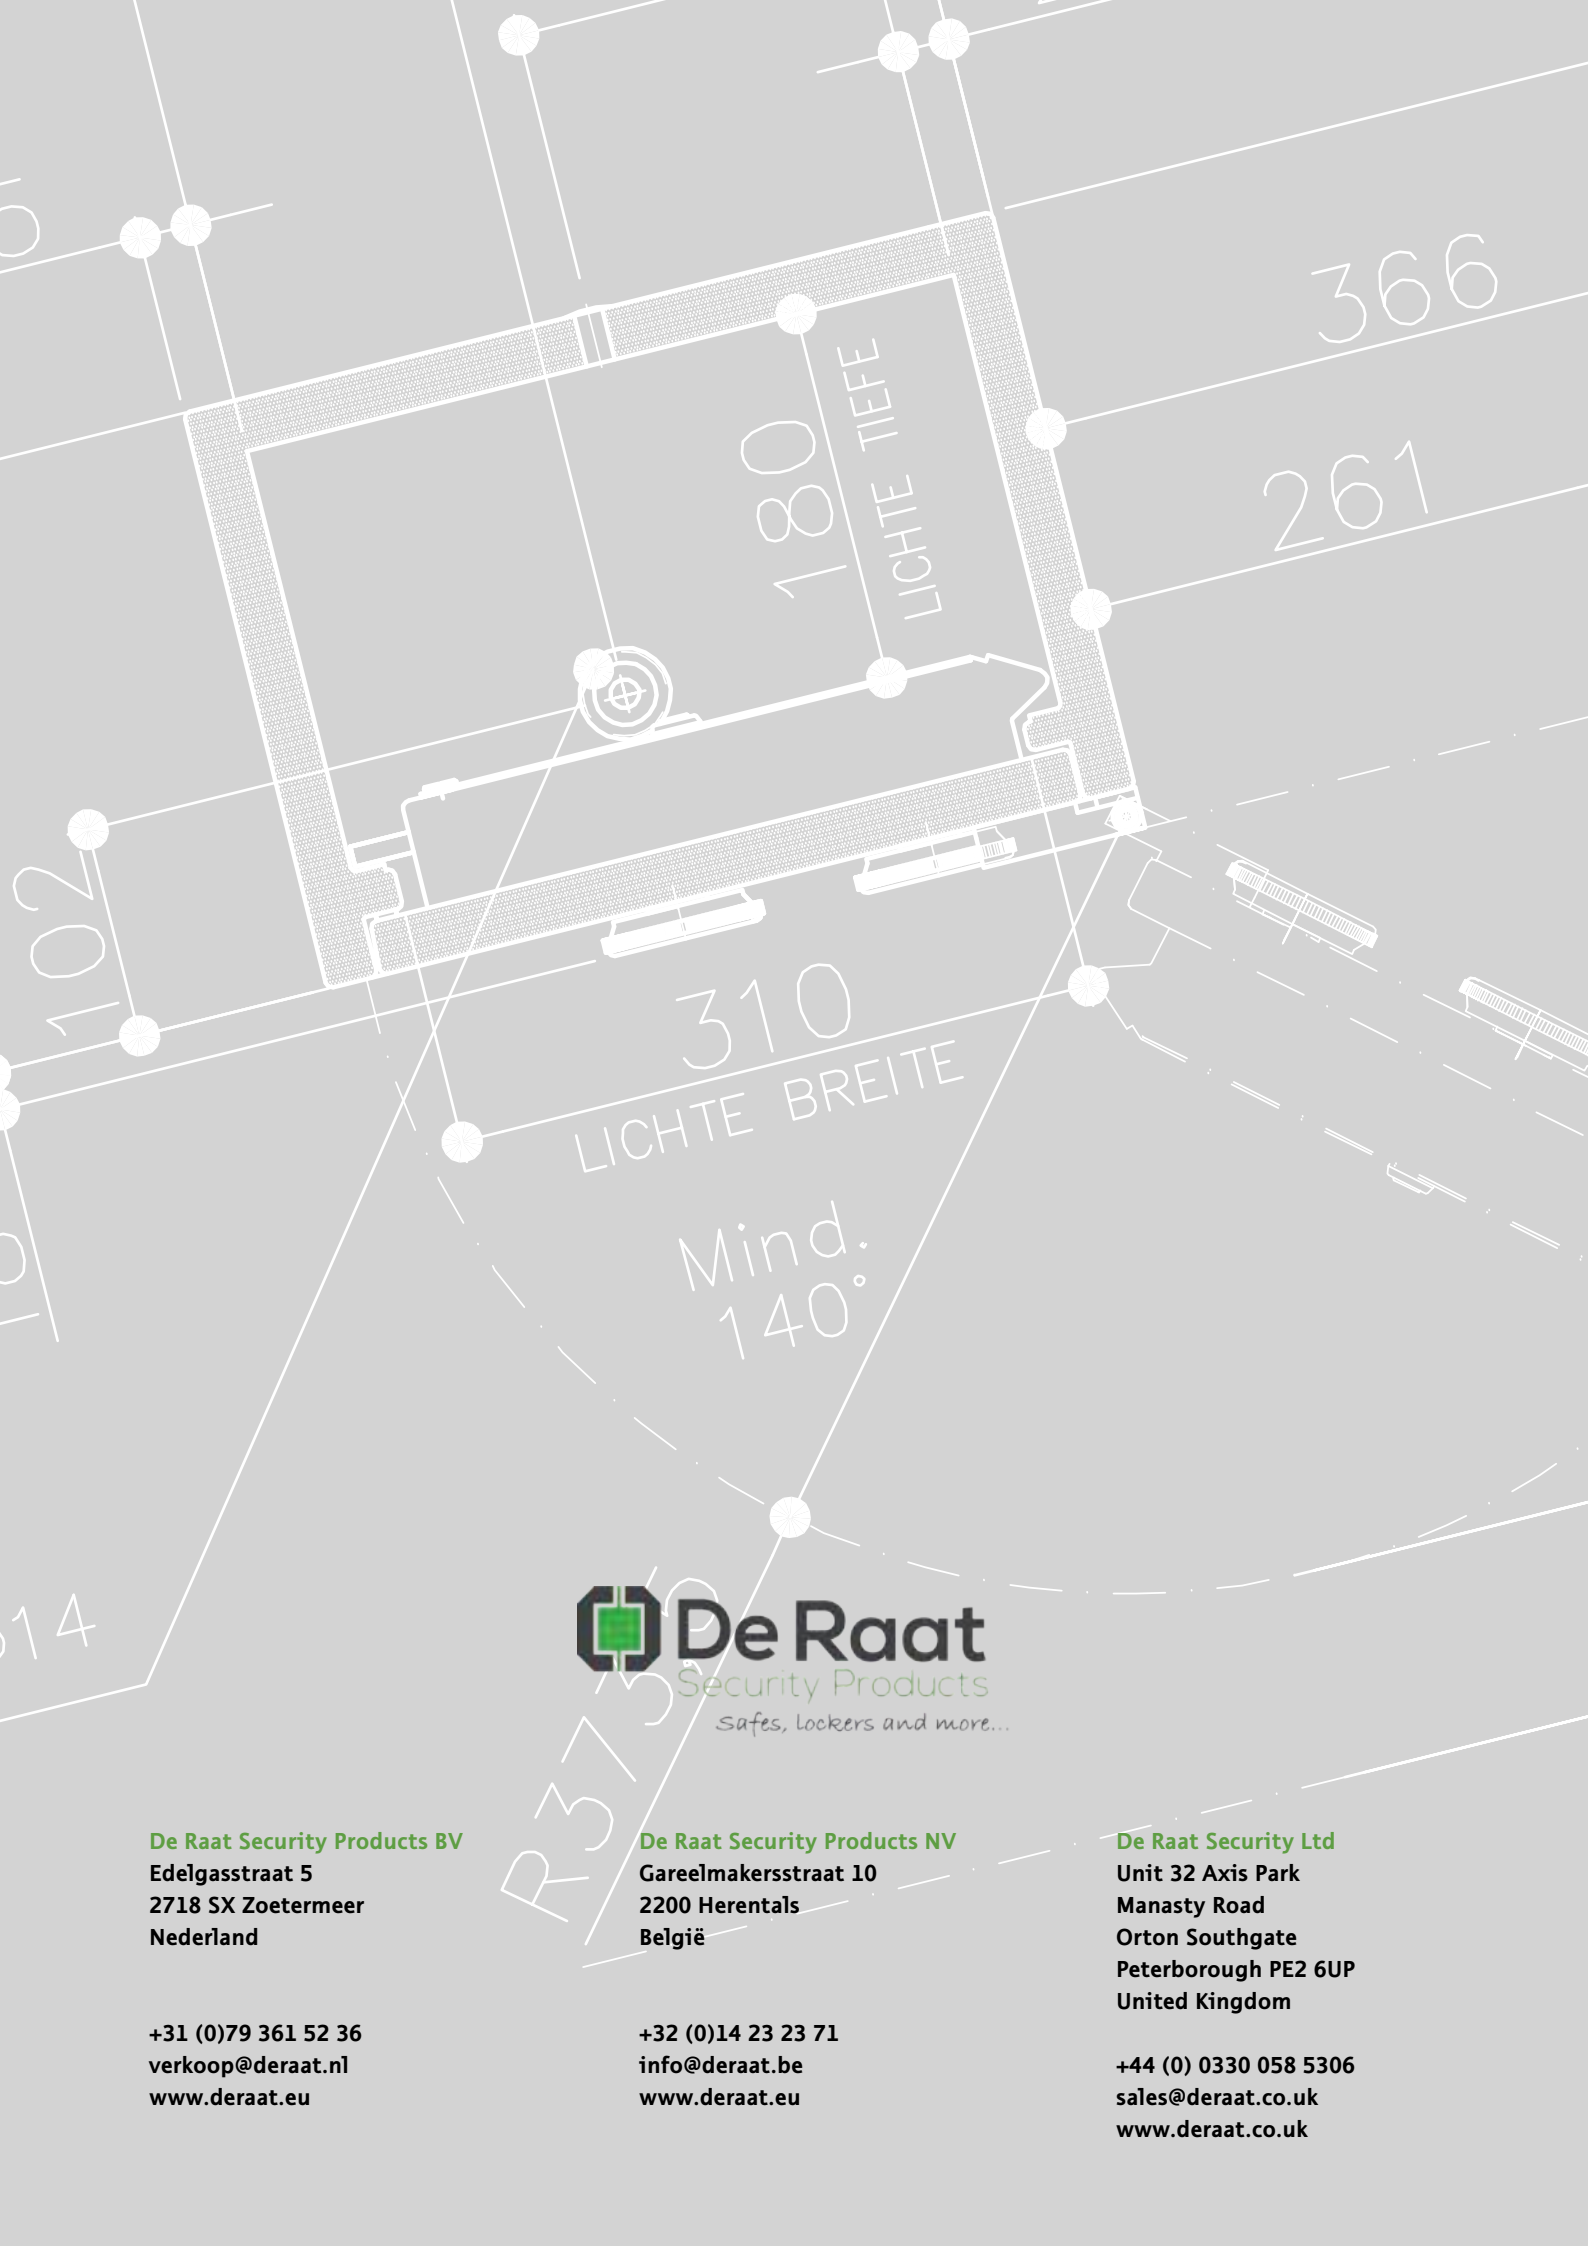 366
261
180
LICHTE TIEFE
102
310
LICHTE BREITE
Mind.
140°
14
De Raat
Security Products
Safes, lockers and more...
De Raat Security Products BV
Edelgasstraat 5
2718 SX Zoetermeer
Nederland
+31 (0)79 361 52 36
verkoop@deraat.nl
www.deraat.eu
De Raat Security Products NV
Gareelmakersstraat 10
2200 Herentals
België
+32 (0)14 23 23 71
info@deraat.be
www.deraat.eu
De Raat Security Ltd
Unit 32 Axis Park
Manasty Road
Orton Southgate
Peterborough PE2 6UP
United Kingdom
+44 (0) 0330 058 5306
sales@deraat.co.uk
www.deraat.co.uk